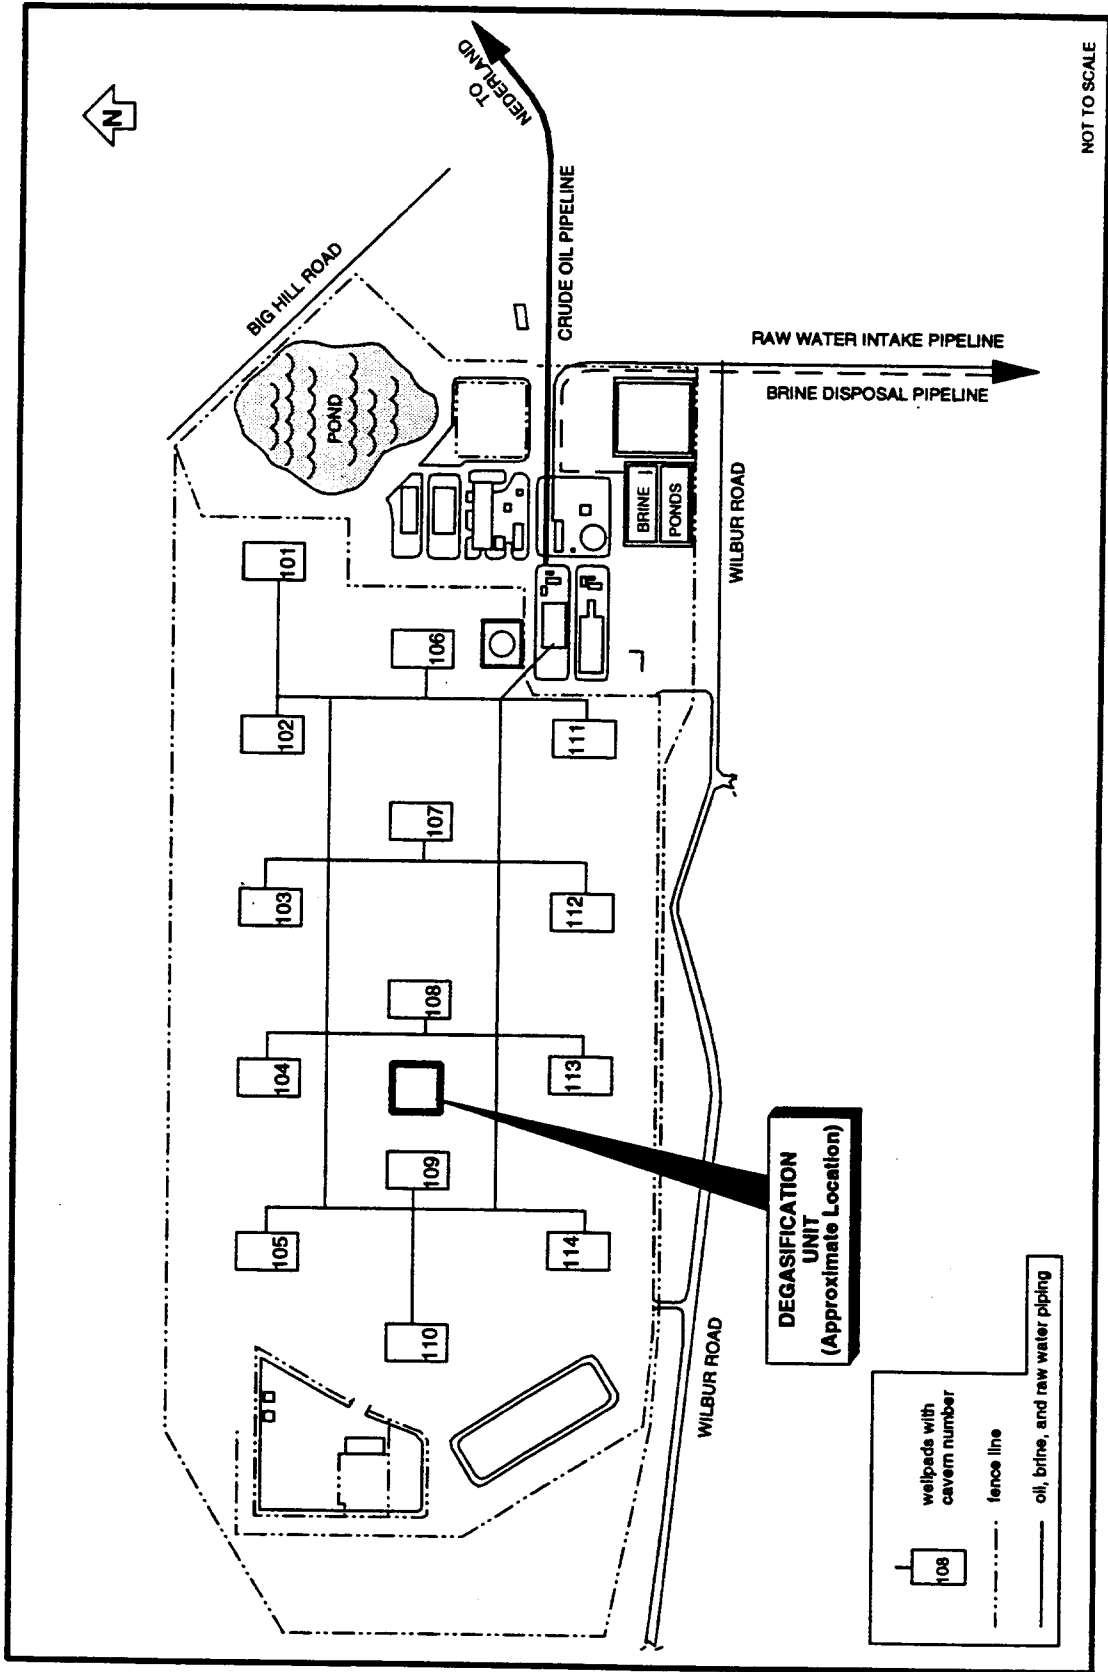 N
TO
NEDERLAND
BIG HILL ROAD
POND
CRUDE OIL PIPELINE
RAW WATER INTAKE PIPELINE
BRINE DISPOSAL PIPELINE
BRINE
PONDS
WILBUR ROAD
101
102
103
104
105
106
107
108
109
110
111
112
113
114
DEGASIFICATION
UNIT
(Approximate Location)
WILBUR ROAD
108
wellpads with
cavern number
fence line
oil, brine, and raw water piping
NOT TO SCALE